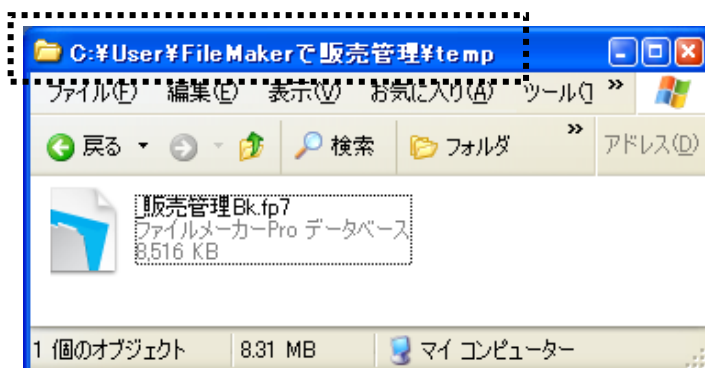 C:¥User¥FileMakerで販売管理¥temp
ファイル(F) 編集(E) 表示(V) お気に入り(A) ツール(T »
戻る 検索 フォルダ » アドレス(D)
_販売管理Bk.fp7
ファイルメーカーPro データベース
8,516 KB
1 個のオブジェクト 8.31 MB マイ コンピューター